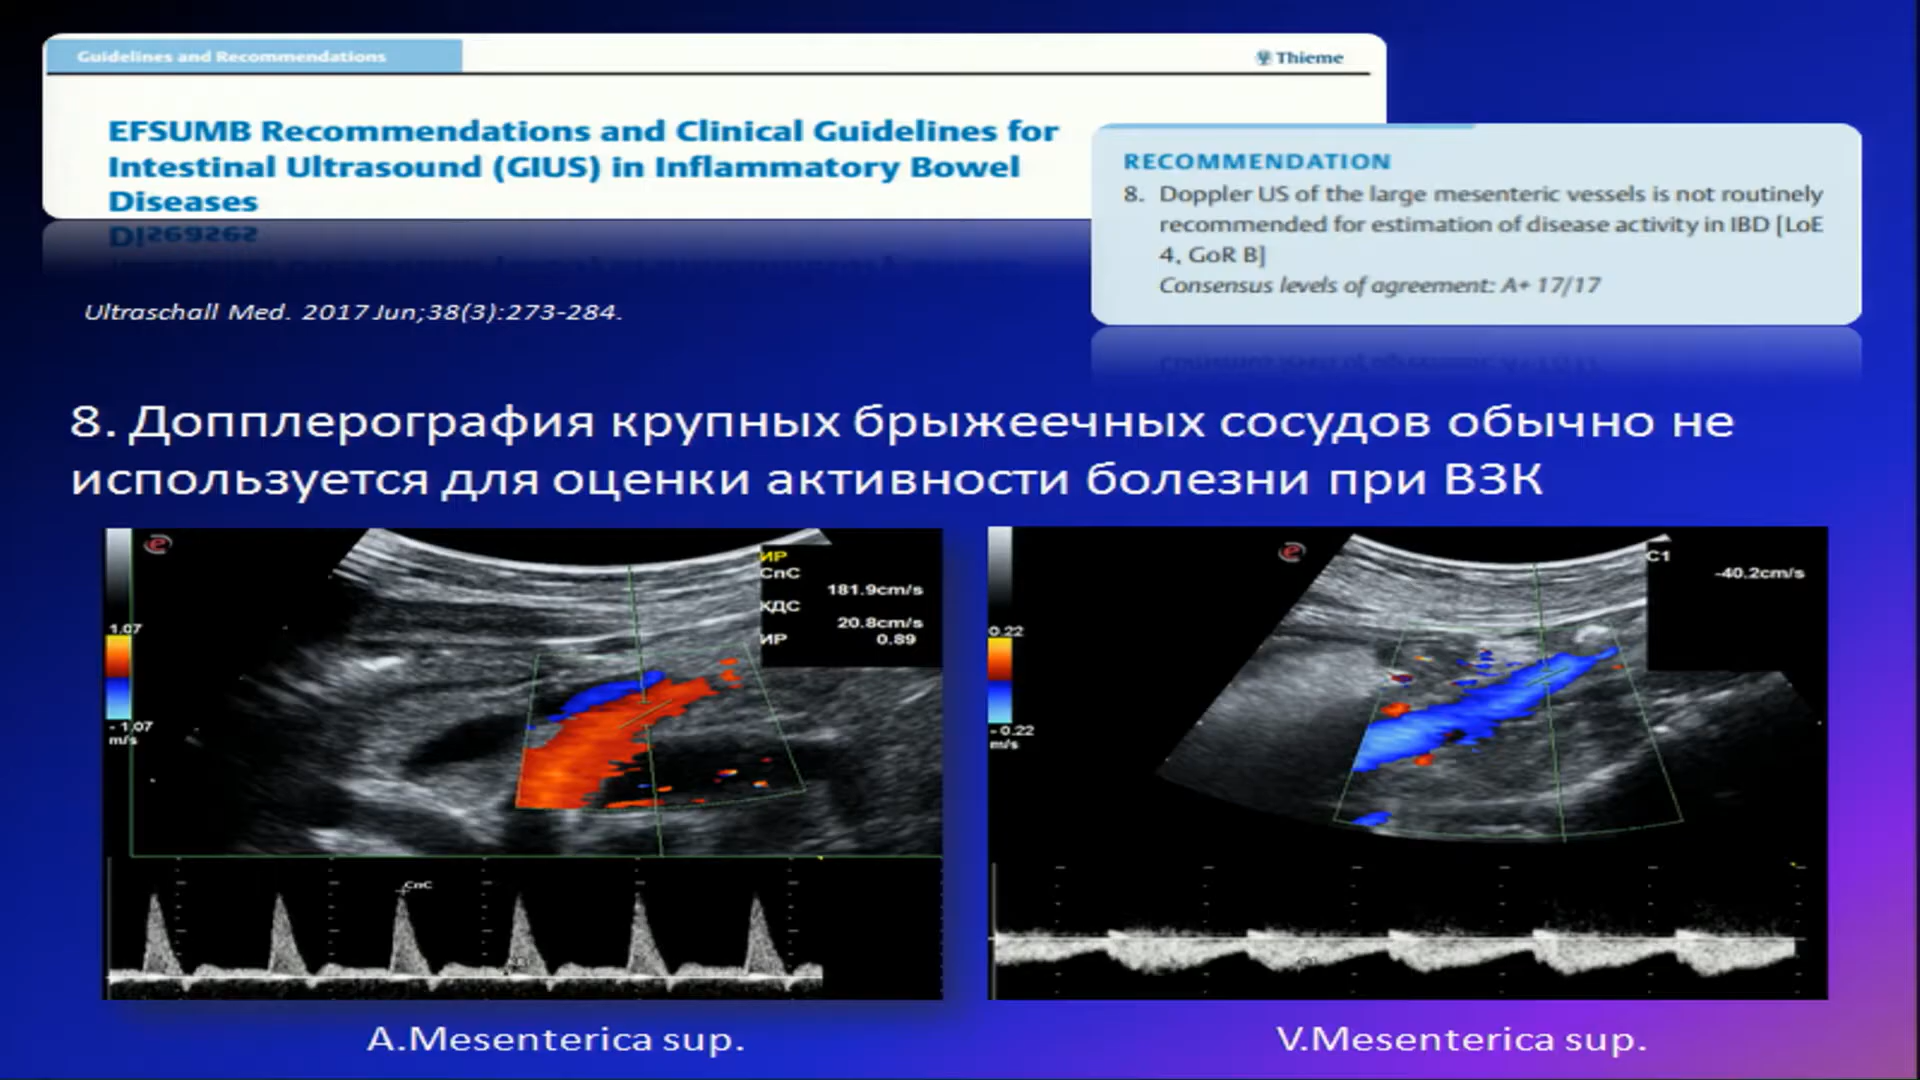 Guidelines and Recommendations
Thieme
EFSUMB Recommendations and Clinical Guidelines for
Intestinal Ultrasound (GIUS) in Inflammatory Bowel
Diseases
RECOMMENDATION
8. Doppler US of the large mesenteric vessels is not routinely
recommended for estimation of disease activity in IBD [LoE
4, GoR B]
Consensus levels of agreement: A+ 17/17
Ultraschall Med. 2017 Jun;38(3):273-284.
8. Допплерография крупных брыжеечных сосудов обычно не
используется для оценки активности болезни при ВЗК
ИР
СпС
181.9cm/s
КДС
20.8cm/s
ИР 0.89
1.07
-1.07
m/s
СпС
С1
-40.2cm/s
0.22
-0.22
m/s
A.Mesenterica sup.
V.Mesenterica sup.